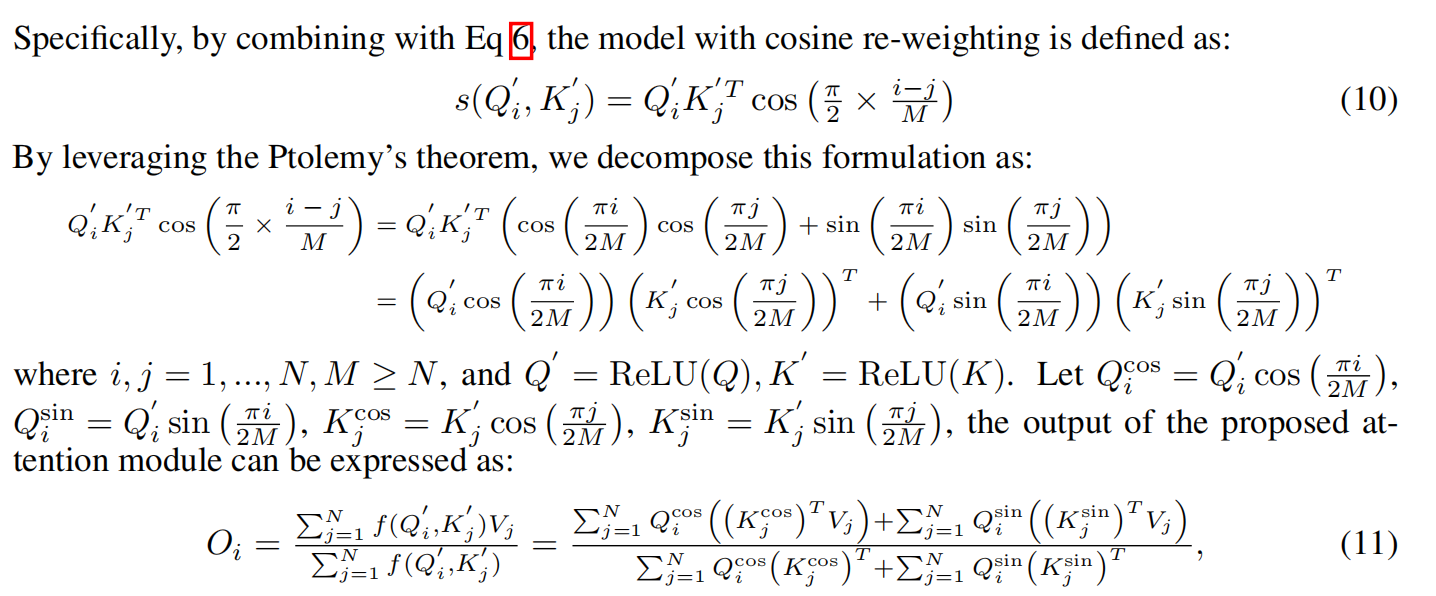 Specifically, by combining with Eq 6, the model with cosine re-weighting is defined as:
$s(Q_i^{'}, K_j^{'}) = Q_i^{'} K_j^{'T} \cos\left(\frac{\pi}{2} \times \frac{i-j}{M}\right)$ (10)
By leveraging the Ptolemy's theorem, we decompose this formulation as:
$Q_i^{'} K_j^{'T} \cos\left(\frac{\pi}{2} \times \frac{i-j}{M}\right) = Q_i^{'} K_j^{'T} \left(\cos\left(\frac{\pi i}{2M}\right) \cos\left(\frac{\pi j}{2M}\right) + \sin\left(\frac{\pi i}{2M}\right) \sin\left(\frac{\pi j}{2M}\right)\right)$
$= \left(Q_i^{'} \cos\left(\frac{\pi i}{2M}\right)\right) \left(K_j^{'} \cos\left(\frac{\pi j}{2M}\right)\right)^T + \left(Q_i^{'} \sin\left(\frac{\pi i}{2M}\right)\right) \left(K_j^{'} \sin\left(\frac{\pi j}{2M}\right)\right)^T$
where $i, j = 1, ..., N, M \geq N$, and $Q^{'} = \mathrm{ReLU}(Q), K^{'} = \mathrm{ReLU}(K)$. Let $Q_i^{\cos} = Q_i^{'} \cos\left(\frac{\pi i}{2M}\right)$,
$Q_i^{\sin} = Q_i^{'} \sin\left(\frac{\pi i}{2M}\right)$, $K_j^{\cos} = K_j^{'} \cos\left(\frac{\pi j}{2M}\right)$, $K_j^{\sin} = K_j^{'} \sin\left(\frac{\pi j}{2M}\right)$, the output of the proposed at-
tention module can be expressed as:
$O_i = \frac{\sum_{j=1}^{N} f(Q_i^{'}, K_j^{'}) V_j}{\sum_{j=1}^{N} f(Q_i^{'}, K_j^{'})} = \frac{\sum_{j=1}^{N} Q_i^{\cos}\left(\left(K_j^{\cos}\right)^T V_j\right) + \sum_{j=1}^{N} Q_i^{\sin}\left(\left(K_j^{\sin}\right)^T V_j\right)}{\sum_{j=1}^{N} Q_i^{\cos}\left(K_j^{\cos}\right)^T + \sum_{j=1}^{N} Q_i^{\sin}\left(K_j^{\sin}\right)^T},$ (11)